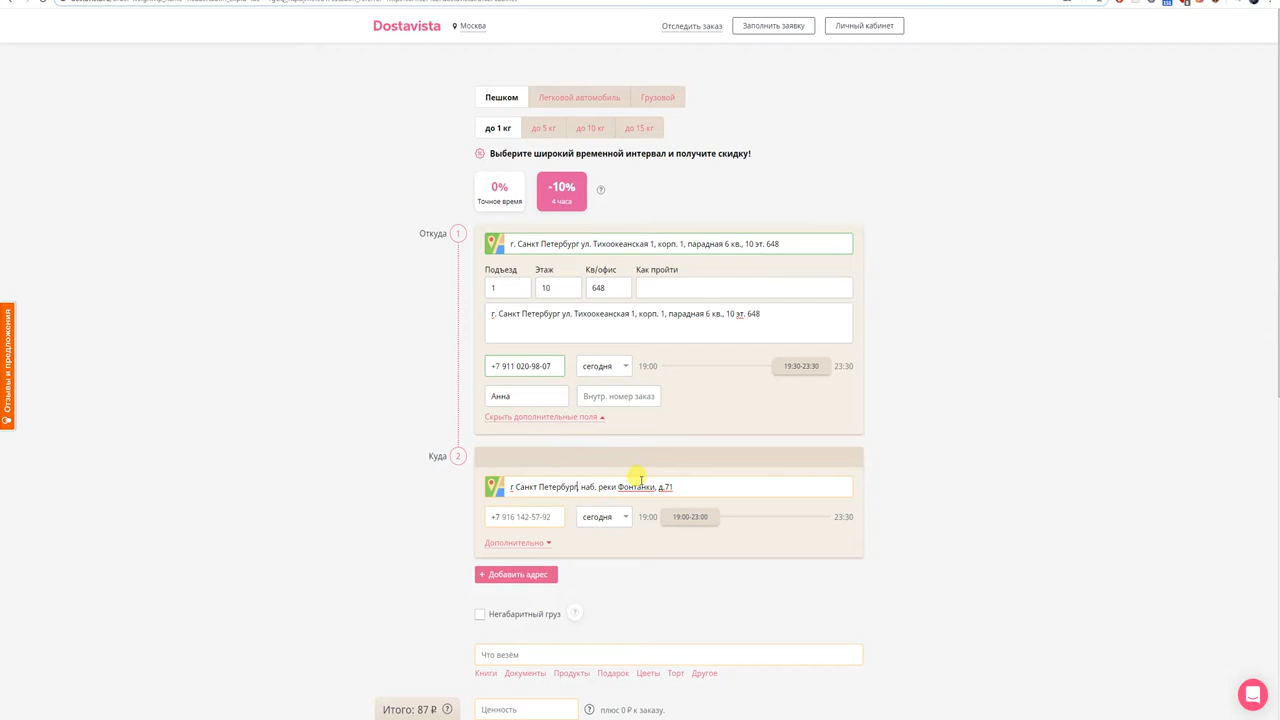 Dostavista
Москва
Отследить заказ
Заполнить заявку
Личный кабинет
Пешком
Легковой автомобиль
Грузовой
до 1 кг
до 5 кг
до 10 кг
до 15 кг
Выберите широкий временной интервал и получите скидку!
0%
Точное время
-10%
4 часа
?
Откуда
1
г. Санкт Петербург ул. Тихоокеанская 1, корп. 1, парадная 6 кв., 10 эт. 648
Подъезд
Этаж
Кв/офис
Как пройти
1
10
648
г. Санкт Петербург ул. Тихоокеанская 1, корп. 1, парадная 6 кв., 10 эт. 648
+7 911 020-98-07
сегодня
19:00
19:30-23:30
23:30
Анна
Внутр. номер заказ
Скрыть дополнительные поля
Куда
2
г Санкт Петербург, наб. реки Фонтанки, д.71
+7 916 142-57-92
сегодня
19:00
19:00-23:00
23:30
Дополнительно
+ Добавить адрес
Негабаритный груз
?
Что везём
Книги
Документы
Продукты
Подарок
Цветы
Торт
Другое
Итого: 87 ₽
?
Ценность
?
плюс 0 ₽ к заказу.
Отзывы и предложения